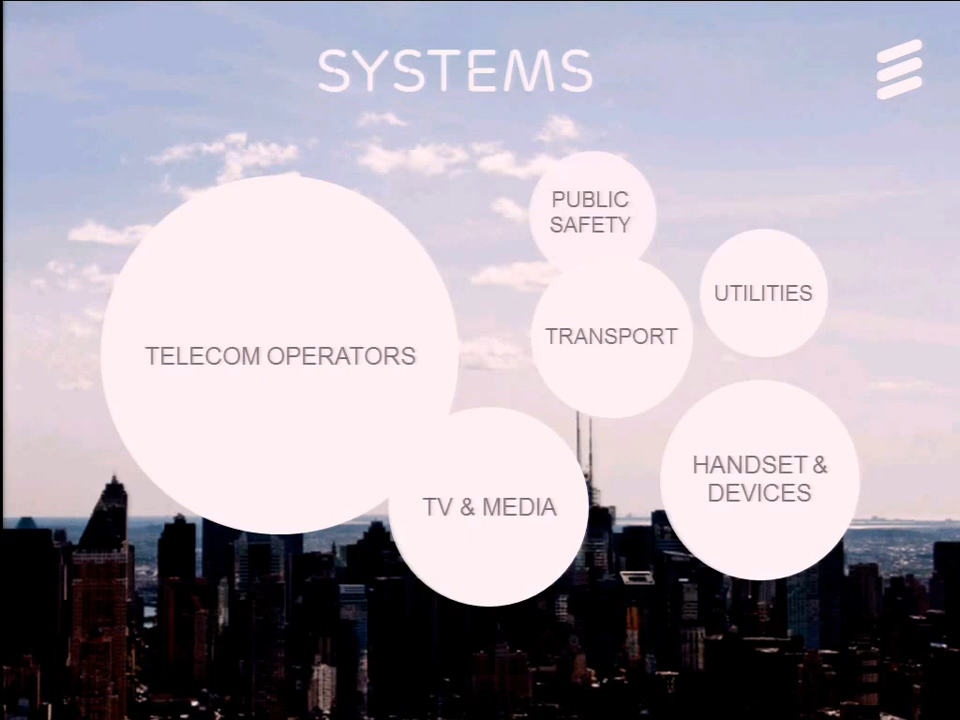 SYSTEMS
PUBLIC
SAFETY
UTILITIES
TRANSPORT
TELECOM OPERATORS
HANDSET &
DEVICES
TV & MEDIA